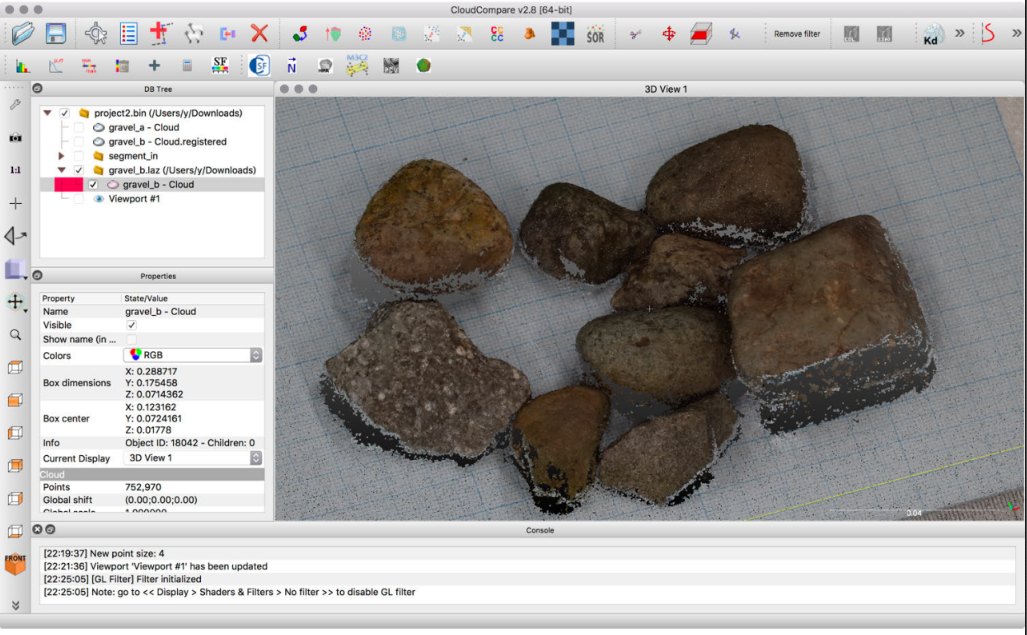 CloudCompare v2.8 [64-bit]
CC
CC
SOR
Remove filter
Kd
»
»
SF
SF
N
M3C2
1:1
FRONT
DB Tree
project2.bin (/Users/y/Downloads)
gravel_a - Cloud
gravel_b - Cloud.registered
segment_in
gravel_b.laz (/Users/y/Downloads)
gravel_b - Cloud
Viewport #1
Properties
Property State/Value
Name gravel_b - Cloud
Visible
Show name (in ...
Colors RGB
Box dimensions X: 0.288717
Y: 0.175458
Z: 0.0714362
Box center X: 0.123162
Y: 0.0724161
Z: 0.01778
Info Object ID: 18042 - Children: 0
Current Display 3D View 1
Cloud
Points 752,970
Global shift (0.00;0.00;0.00)
Global scale 1.000000
3D View 1
0.04
Console
[22:19:37] New point size: 4
[22:21:36] Viewport 'Viewport #1' has been updated
[22:25:05] [GL Filter] Filter initialized
[22:25:05] Note: go to << Display > Shaders & Filters > No filter >> to disable GL filter